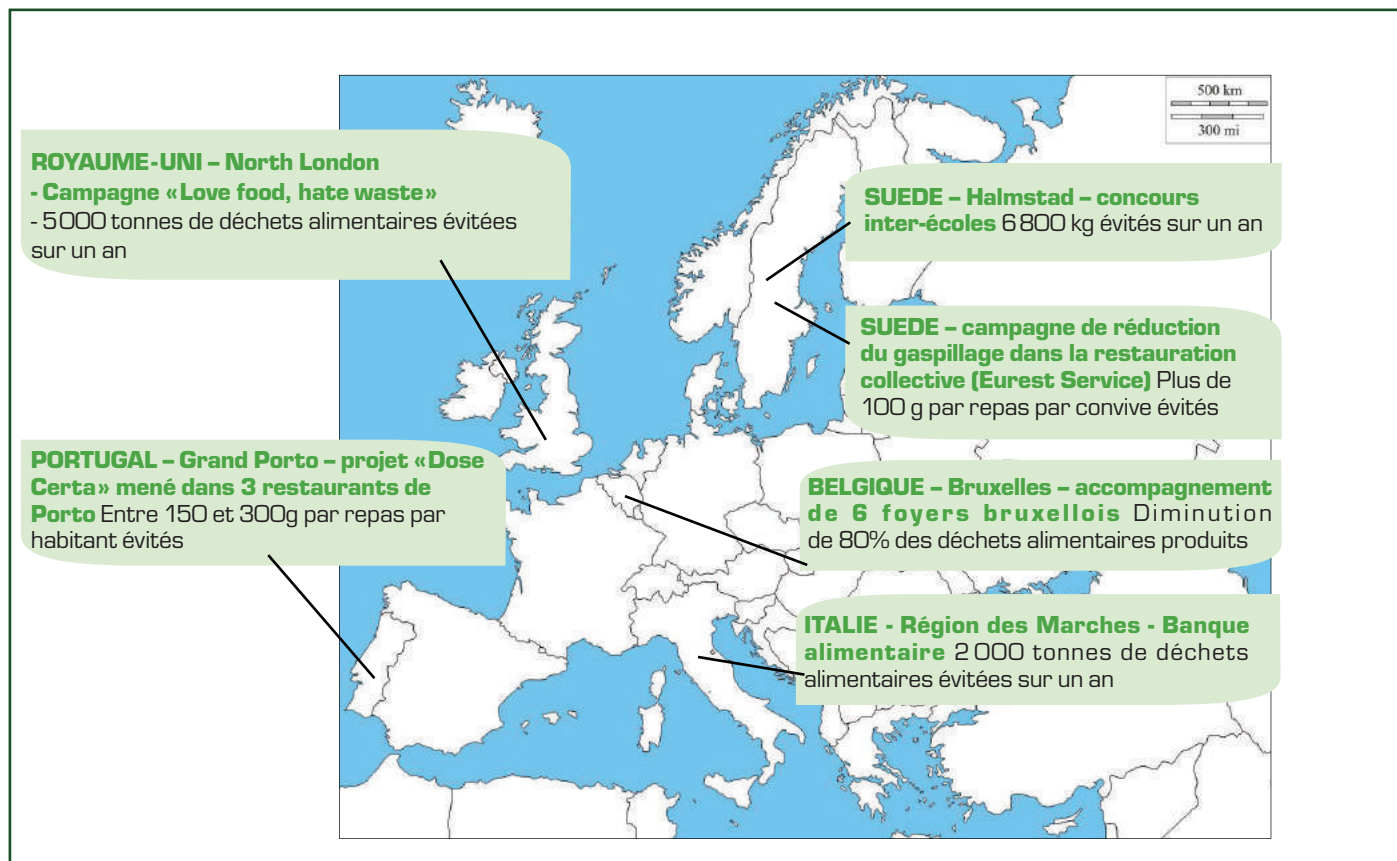 500 km
300 mi
ROYAUME-UNI – North London
- Campagne «Love food, hate waste»
- 5000 tonnes de déchets alimentaires évitées
sur un an
SUEDE – Halmstad – concours
inter-écoles 6800 kg évités sur un an
SUEDE – campagne de réduction
du gaspillage dans la restauration
collective (Eurest Service) Plus de
100 g par repas par convive évités
PORTUGAL – Grand Porto – projet «Dose
Certa» mené dans 3 restaurants de
Porto Entre 150 et 300g par repas par
habitant évités
BELGIQUE – Bruxelles – accompagnement
de 6 foyers bruxellois Diminution
de 80% des déchets alimentaires produits
ITALIE - Région des Marches - Banque
alimentaire 2000 tonnes de déchets
alimentaires évitées sur un an